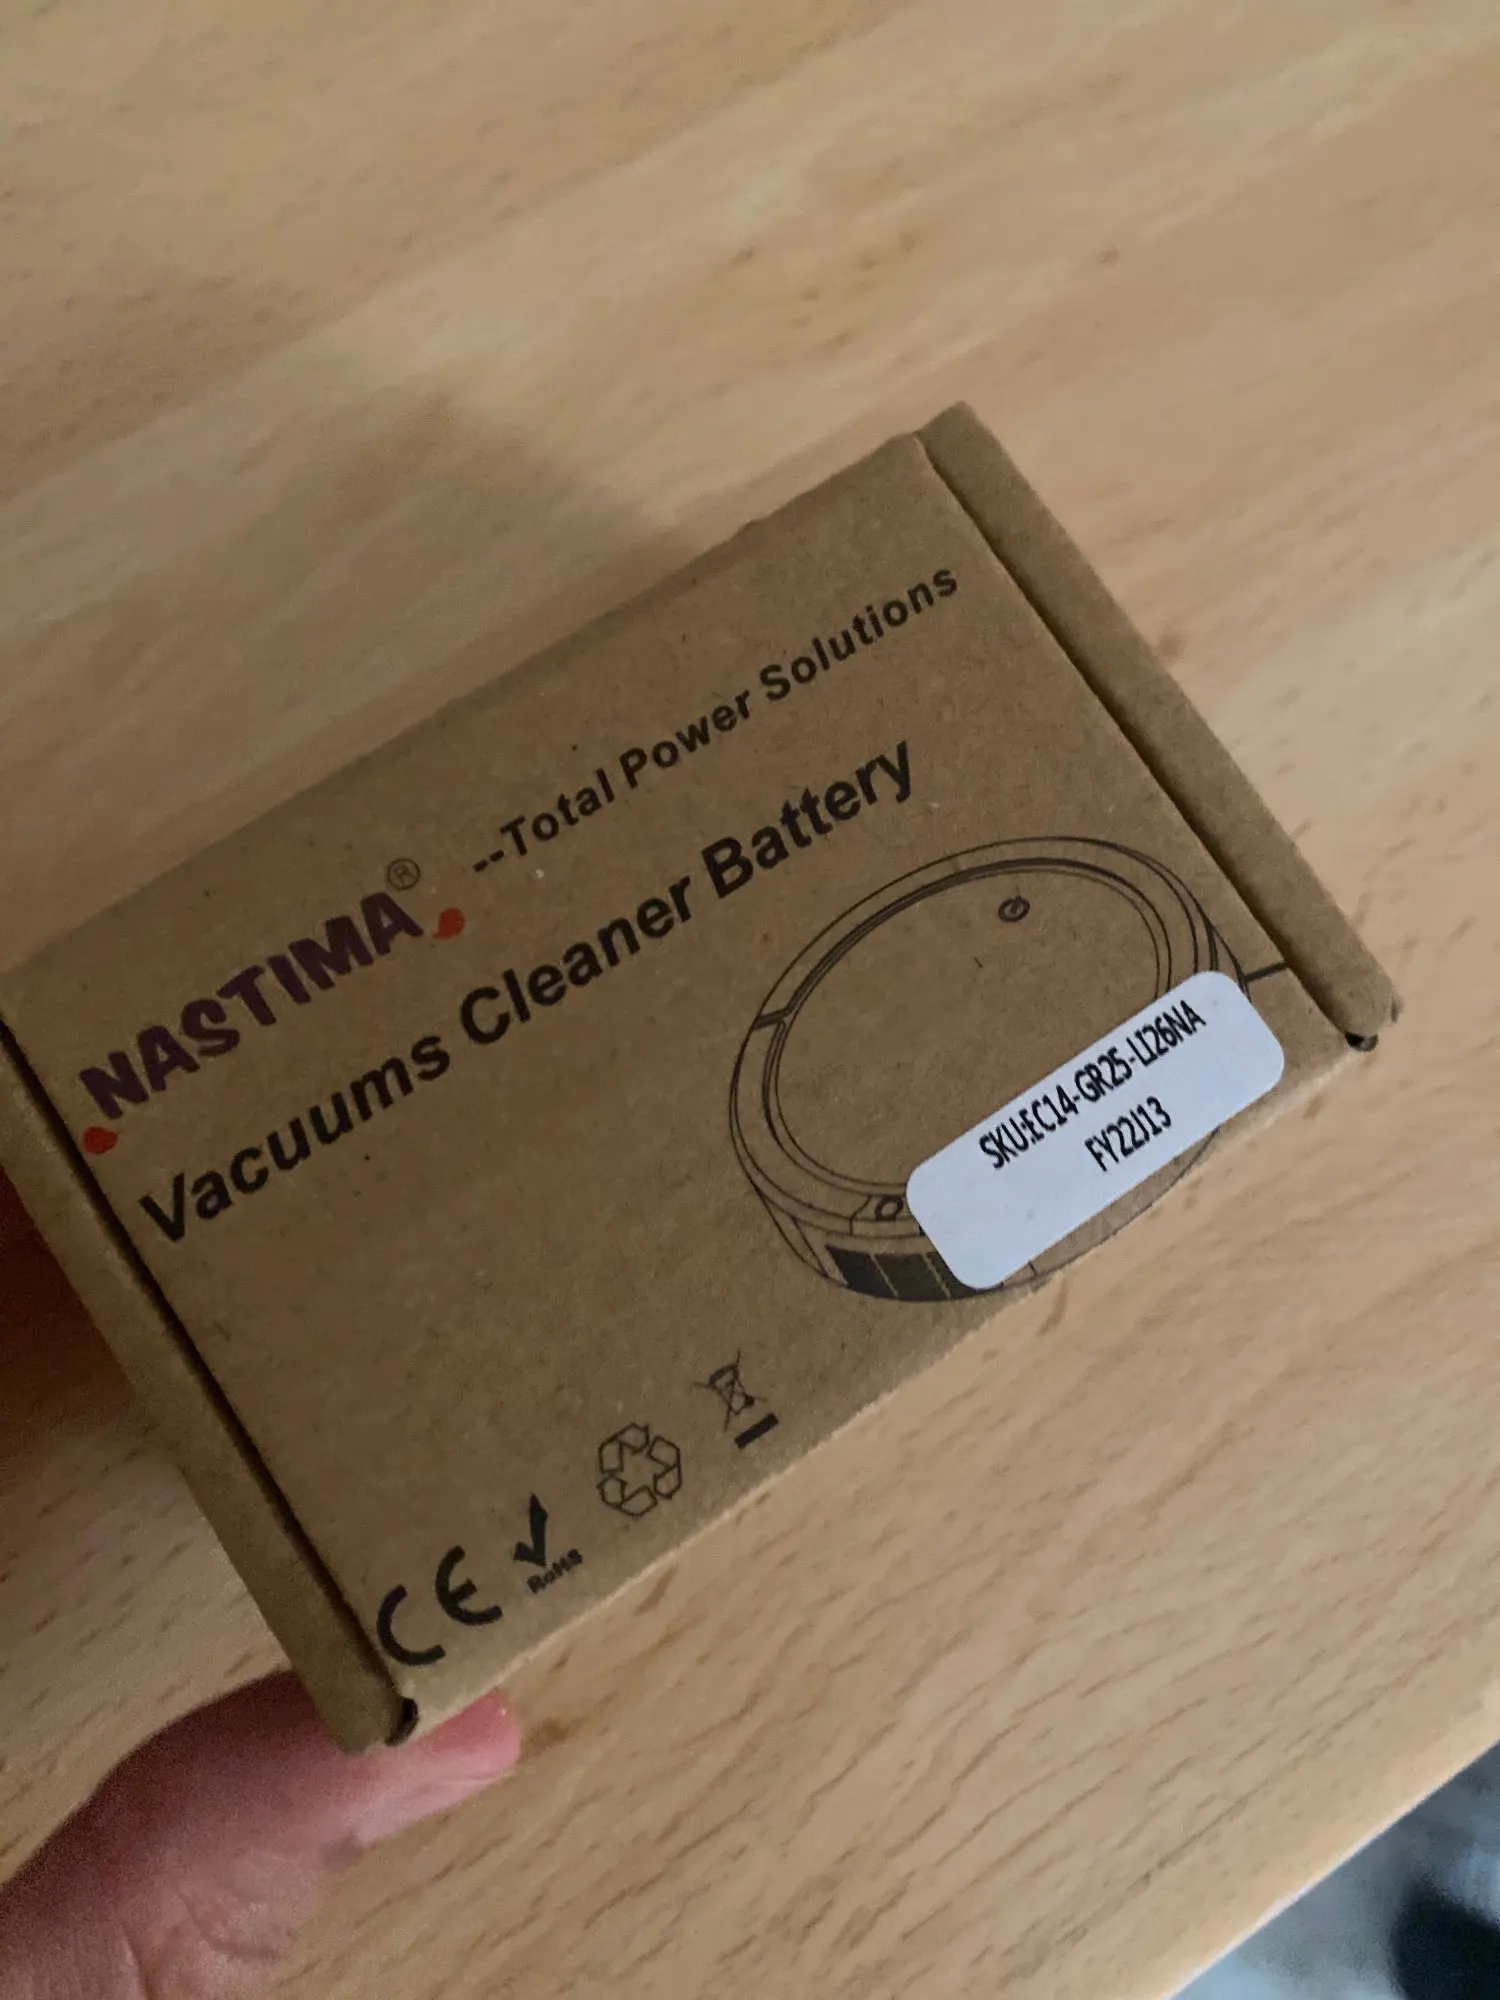 NASTIMA® --Total Power Solutions
Vacuums Cleaner Battery
SKU:EC14-GR25-LI26NA
FY22J13
CE RoHS